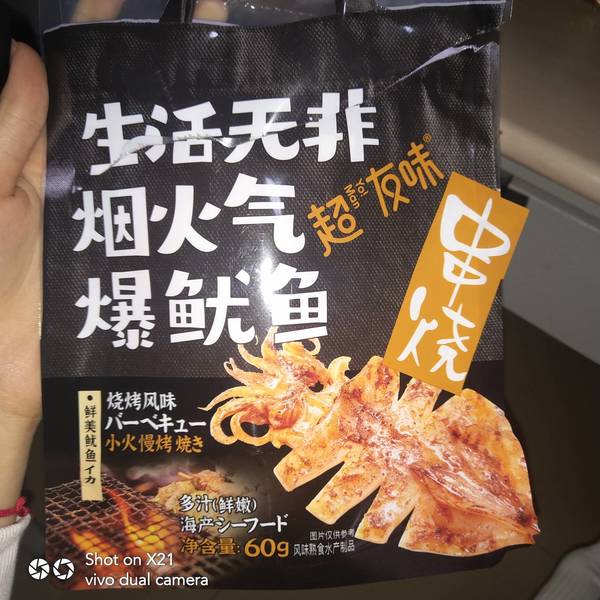 生活无非
烟火气
爆鱿鱼
超友味®
ManYou
串烧
鲜美鱿鱼イカ
烧烤风味
バーベキュー
小火慢烤 焼き
多汁(鲜嫩)
海产シーフード
净含量: 60g
图片仅供参考
风味熟食水产制品
Shot on X21
vivo dual camera